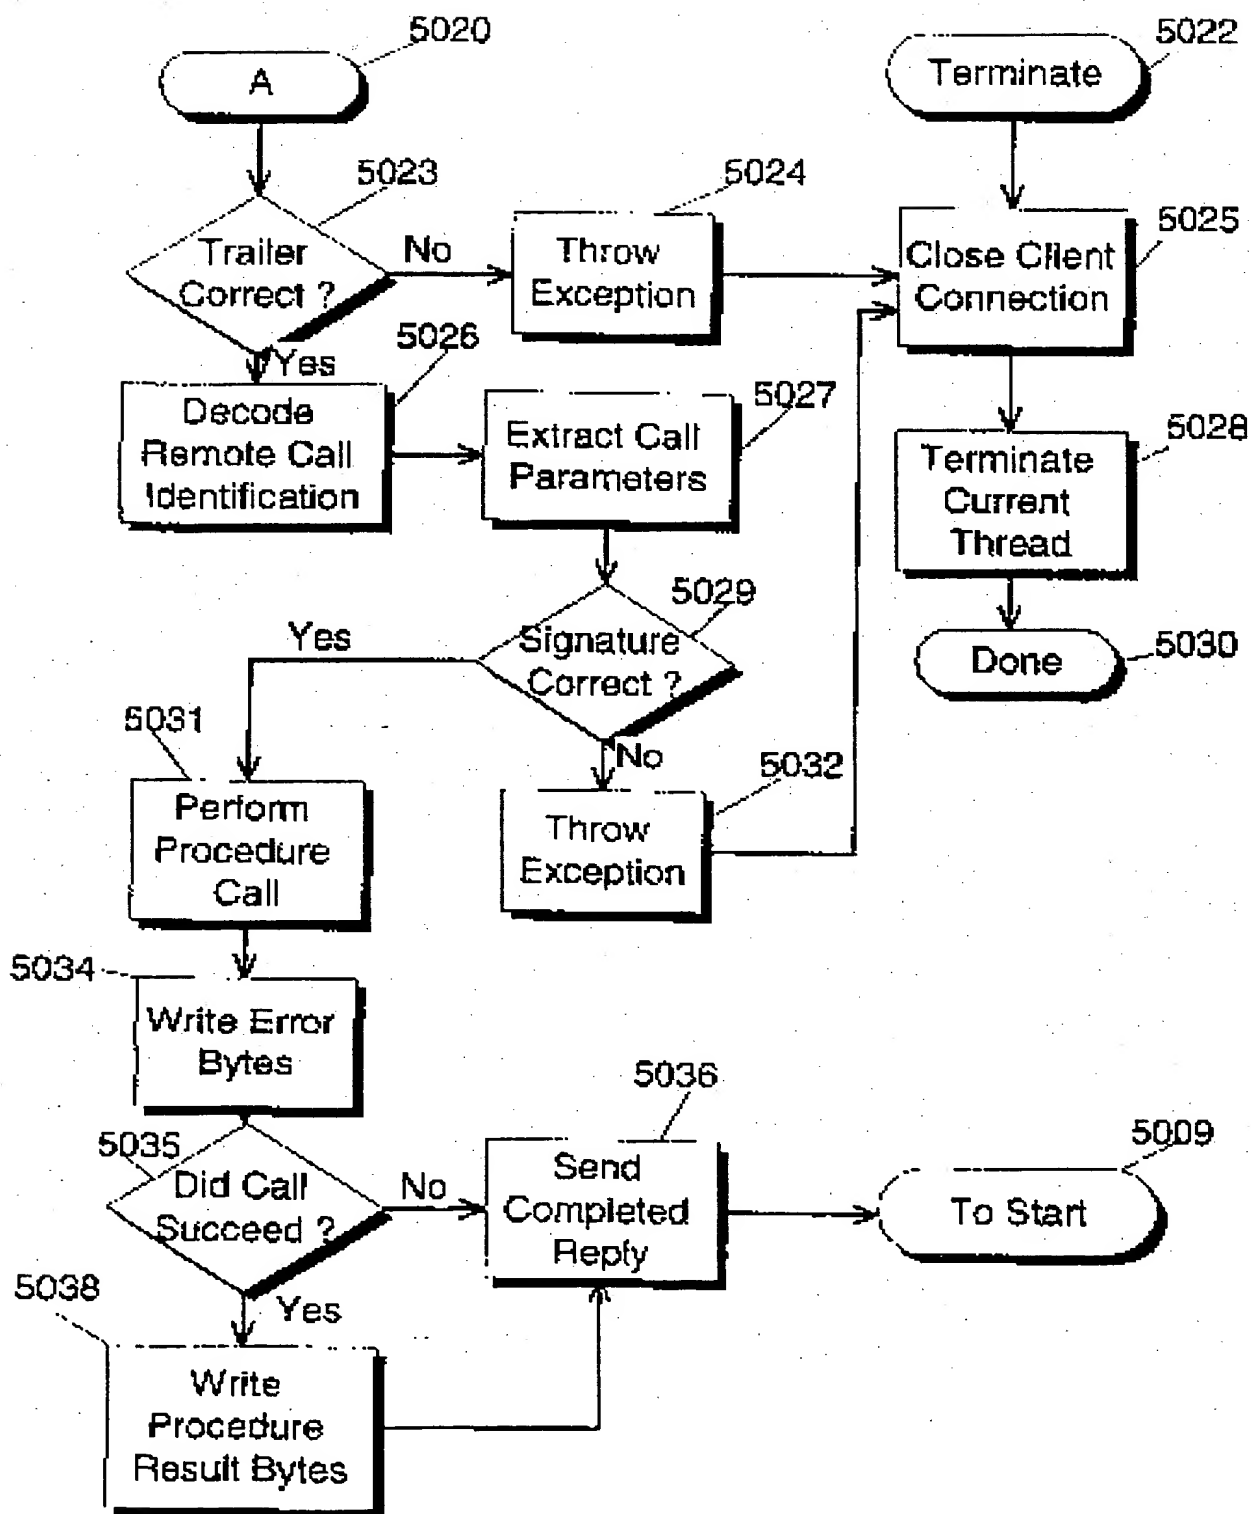 5020
A
5022
Terminate
5023
Trailer
Correct ?
No
5024
Throw
Exception
5025
Close Client
Connection
Yes
5026
Decode
Remote Call
Identification
5027
Extract Call
Parameters
5028
Terminate
Current
Thread
5029
Signature
Correct ?
Yes
No
5030
Done
5031
Perform
Procedure
Call
5032
Throw
Exception
5034
Write Error
Bytes
5035
Did Call
Succeed ?
No
5036
Send
Completed
Reply
5009
To Start
Yes
5038
Write
Procedure
Result Bytes